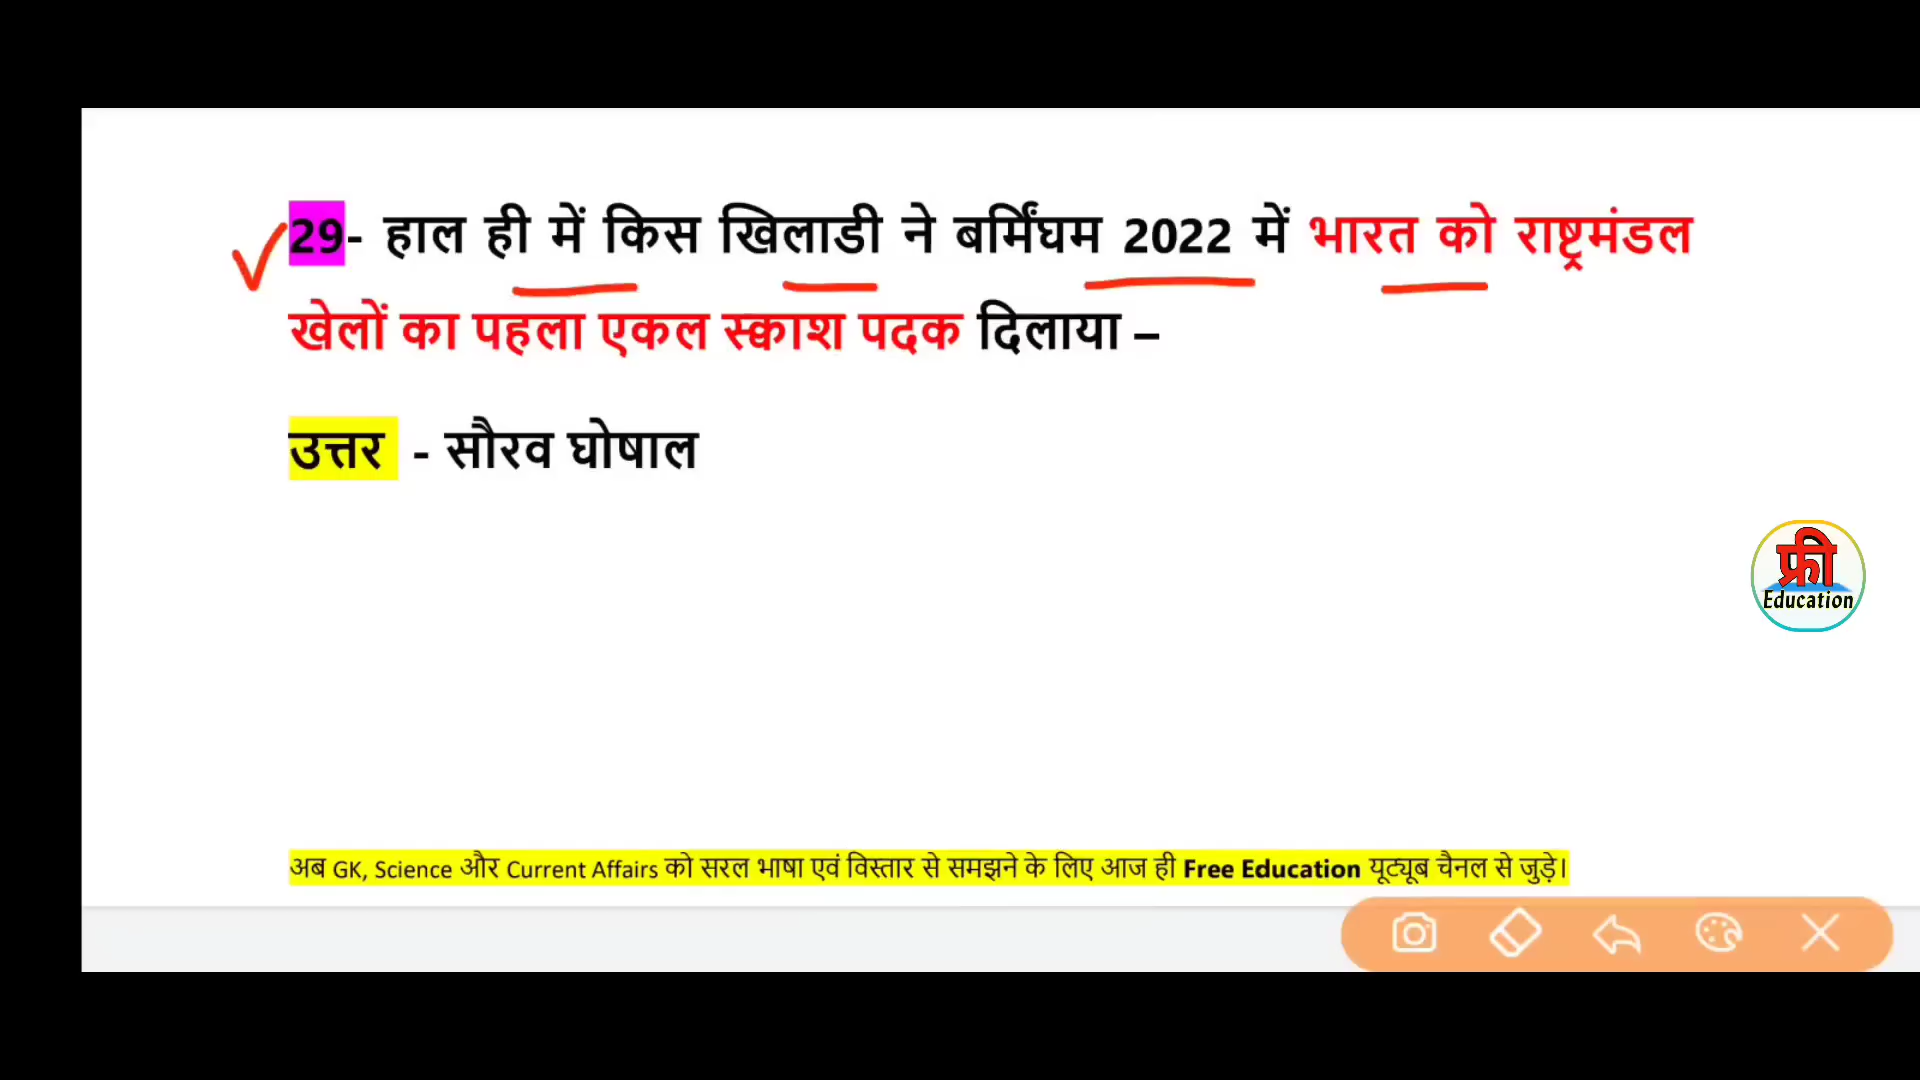 29- हाल ही में किस खिलाडी ने बर्मिंघम 2022 में भारत को राष्ट्रमंडल
खेलों का पहला एकल स्क्वाश पदक दिलाया –
उत्तर - सौरव घोषाल
फ्री
Education
अब GK, Science और Current Affairs को सरल भाषा एवं विस्तार से समझने के लिए आज ही Free Education यूट्यूब चैनल से जुड़े।